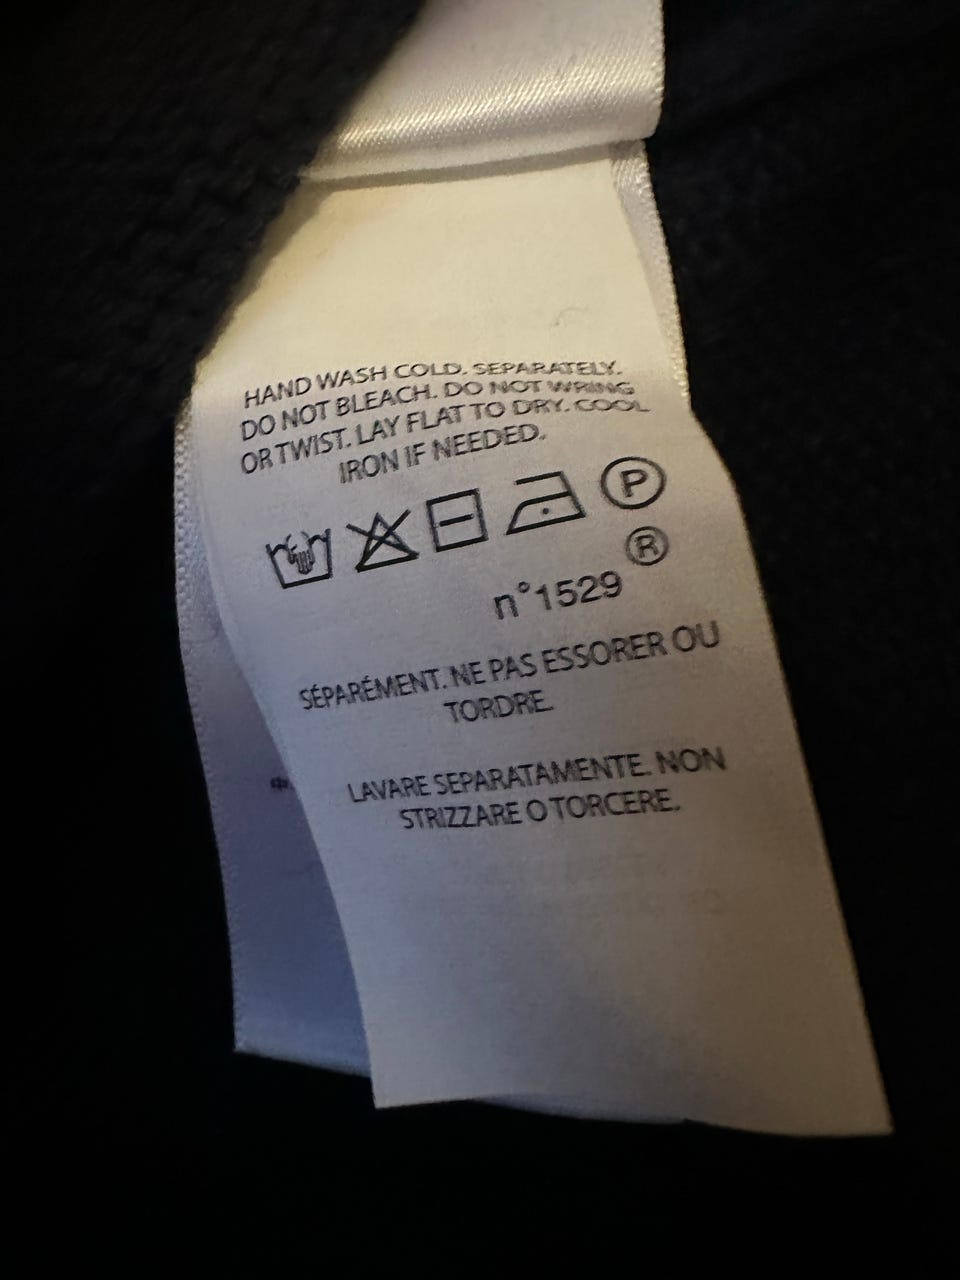 HAND WASH COLD. SEPARATELY.
DO NOT BLEACH. DO NOT WRING
OR TWIST. LAY FLAT TO DRY. COOL
IRON IF NEEDED.
P
®
n°1529
SÉPARÉMENT. NE PAS ESSORER OU
TORDRE.
LAVARE SEPARATAMENTE. NON
STRIZZARE O TORCERE.
中